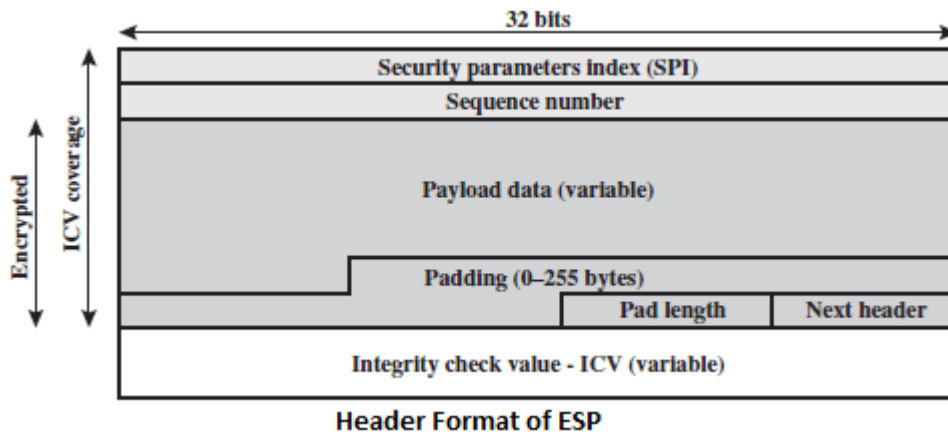 32 bits
Security parameters index (SPI)
Sequence number
Payload data (variable)
Padding (0–255 bytes)
Pad length
Next header
Integrity check value - ICV (variable)
Encrypted
ICV coverage
Header Format of ESP